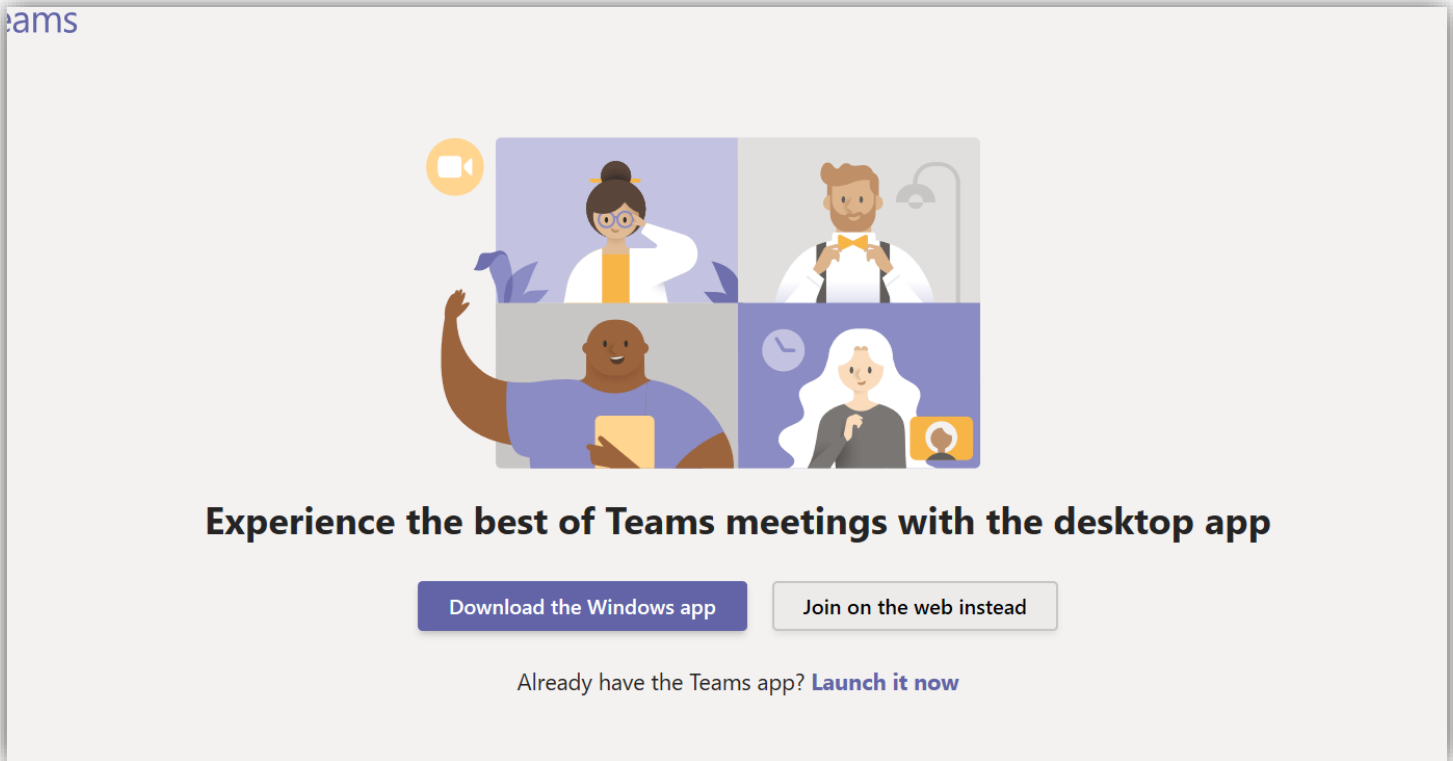 eams
Experience the best of Teams meetings with the desktop app
Download the Windows app
Join on the web instead
Already have the Teams app? Launch it now